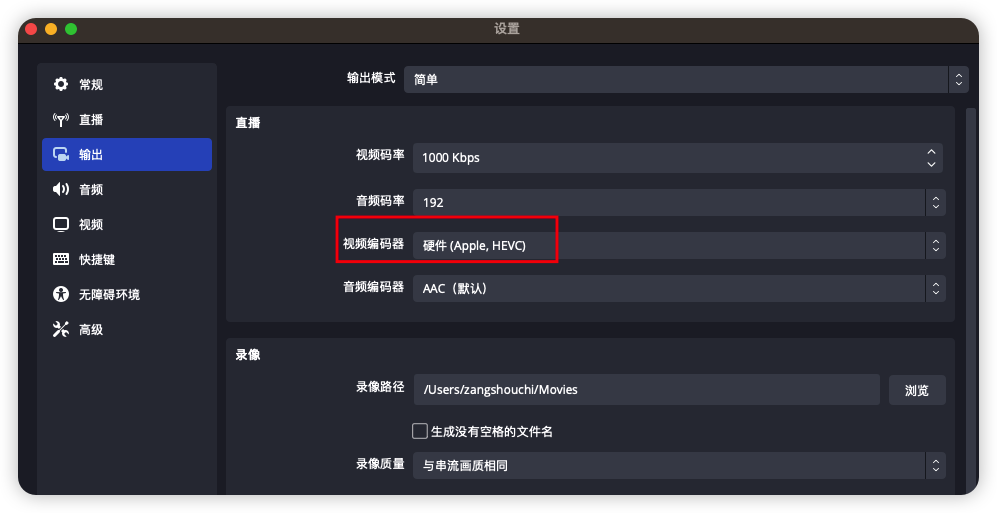 设置
常规
直播
输出
音频
视频
快捷键
无障碍环境
高级
输出模式 简单
直播
视频码率 1000 Kbps
音频码率 192
视频编码器 硬件 (Apple, HEVC)
音频编码器 AAC（默认）
录像
录像路径 /Users/zangshouchi/Movies 浏览
生成没有空格的文件名
录像质量 与串流画质相同